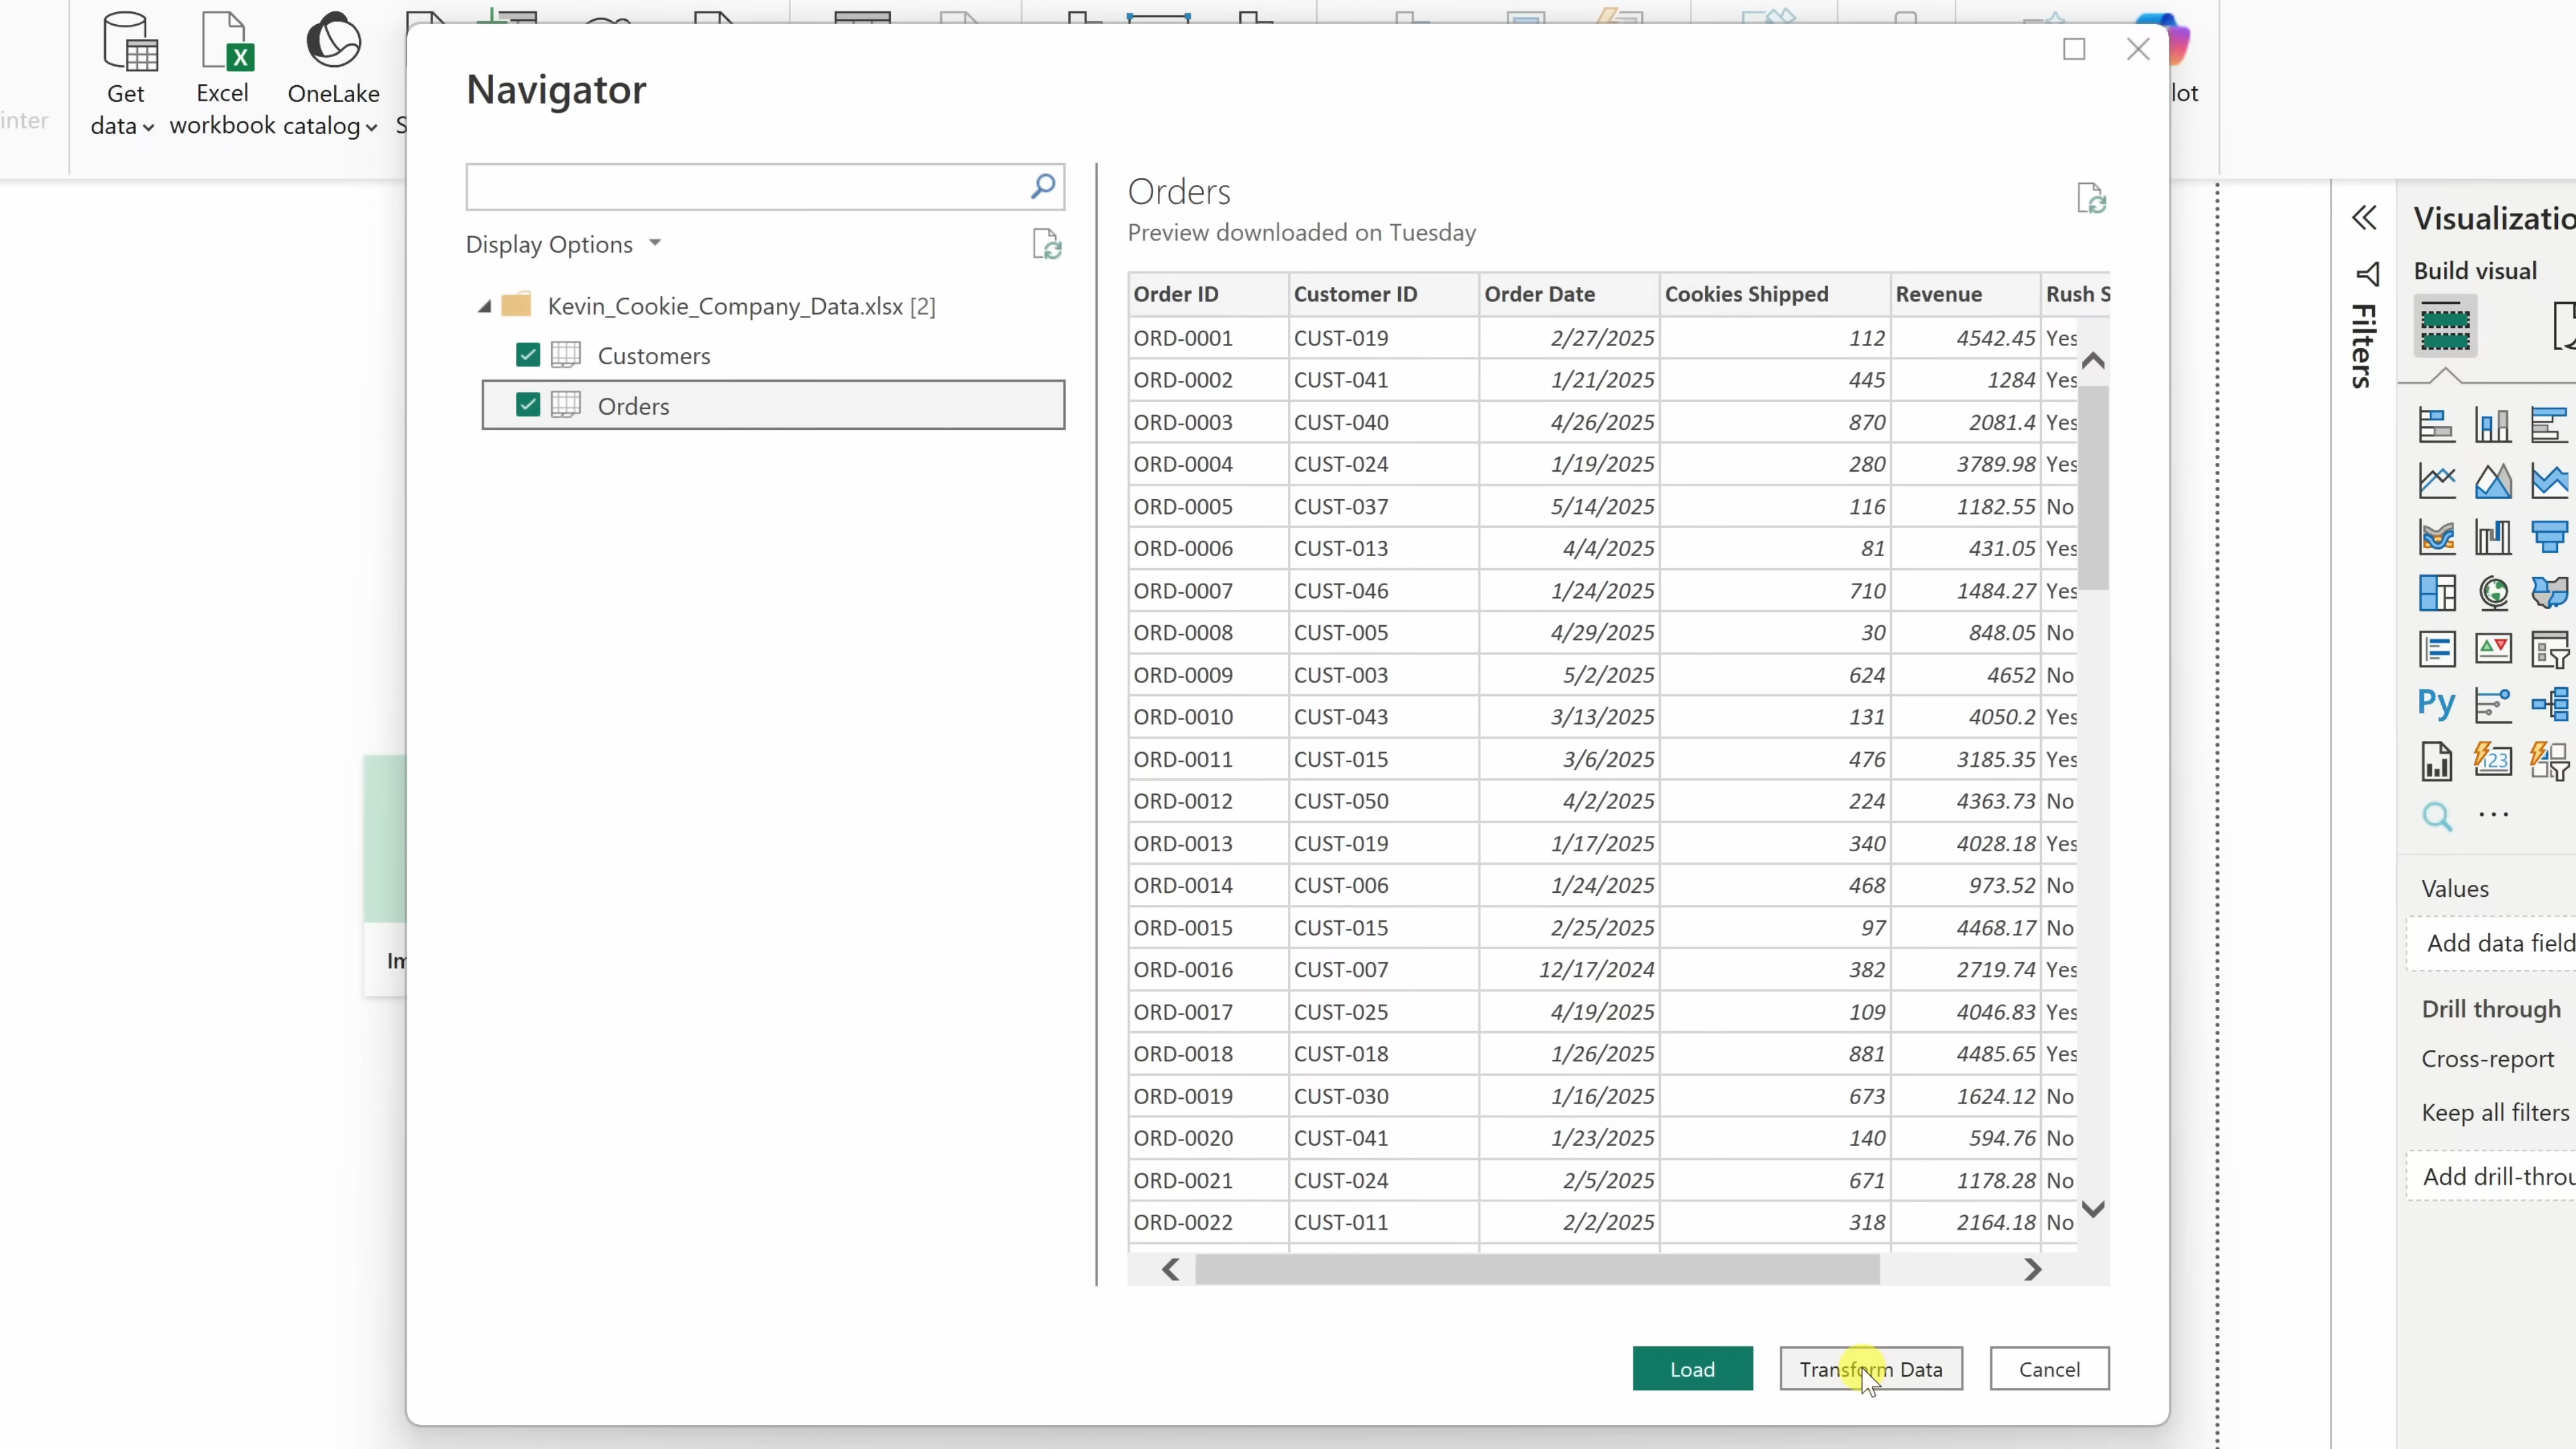 Get data
Excel workbook
OneLake catalog
inter
S
lot
Navigator
Display Options
Kevin_Cookie_Company_Data.xlsx [2]
Customers
Orders
Orders
Preview downloaded on Tuesday
Order ID Customer ID Order Date Cookies Shipped Revenue Rush S
ORD-0001 CUST-019 2/27/2025 112 4542.45 Yes
ORD-0002 CUST-041 1/21/2025 445 1284 Yes
ORD-0003 CUST-040 4/26/2025 870 2081.4 Yes
ORD-0004 CUST-024 1/19/2025 280 3789.98 Yes
ORD-0005 CUST-037 5/14/2025 116 1182.55 No
ORD-0006 CUST-013 4/4/2025 81 431.05 Yes
ORD-0007 CUST-046 1/24/2025 710 1484.27 Yes
ORD-0008 CUST-005 4/29/2025 30 848.05 No
ORD-0009 CUST-003 5/2/2025 624 4652 No
ORD-0010 CUST-043 3/13/2025 131 4050.2 Yes
ORD-0011 CUST-015 3/6/2025 476 3185.35 Yes
ORD-0012 CUST-050 4/2/2025 224 4363.73 No
ORD-0013 CUST-019 1/17/2025 340 4028.18 Yes
ORD-0014 CUST-006 1/24/2025 468 973.52 No
ORD-0015 CUST-015 2/25/2025 97 4468.17 No
ORD-0016 CUST-007 12/17/2024 382 2719.74 Yes
ORD-0017 CUST-025 4/19/2025 109 4046.83 Yes
ORD-0018 CUST-018 1/26/2025 881 4485.65 Yes
ORD-0019 CUST-030 1/16/2025 673 1624.12 No
ORD-0020 CUST-041 1/23/2025 140 594.76 No
ORD-0021 CUST-024 2/5/2025 671 1178.28 No
ORD-0022 CUST-011 2/2/2025 318 2164.18 No
Load
Transform Data
Cancel
Im
Filters
Visualizatio
Build visual
Py
123
Values
Add data field
Drill through
Cross-report
Keep all filters
Add drill-throu